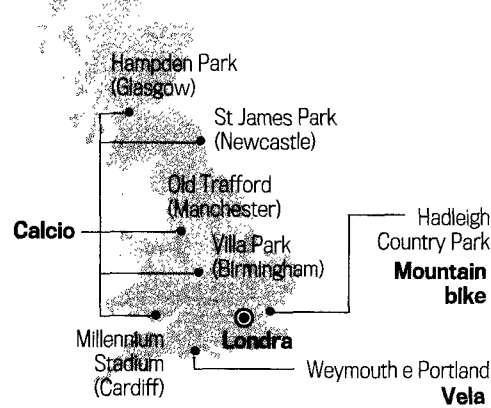 Hampden Park
(Glasgow)
St James Park
(Newcastle)
Old Trafford
(Manchester)
Calcio
Villa Park
(Birmingham)
Hadleigh
Country Park
Mountain
bike
Millennium
Stadium
(Cardiff)
Londra
Weymouth e Portland
Vela